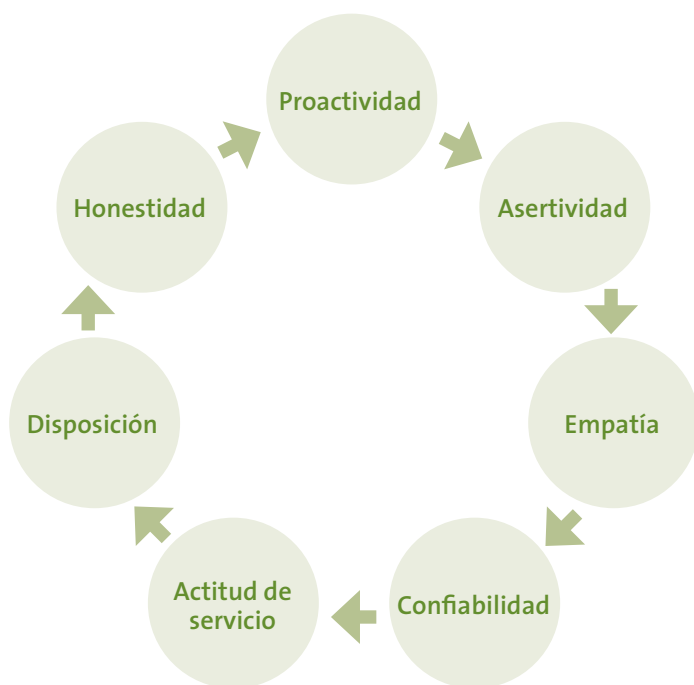 Proactividad
Asertividad
Empatía
Confiabilidad
Actitud de
servicio
Disposición
Honestidad